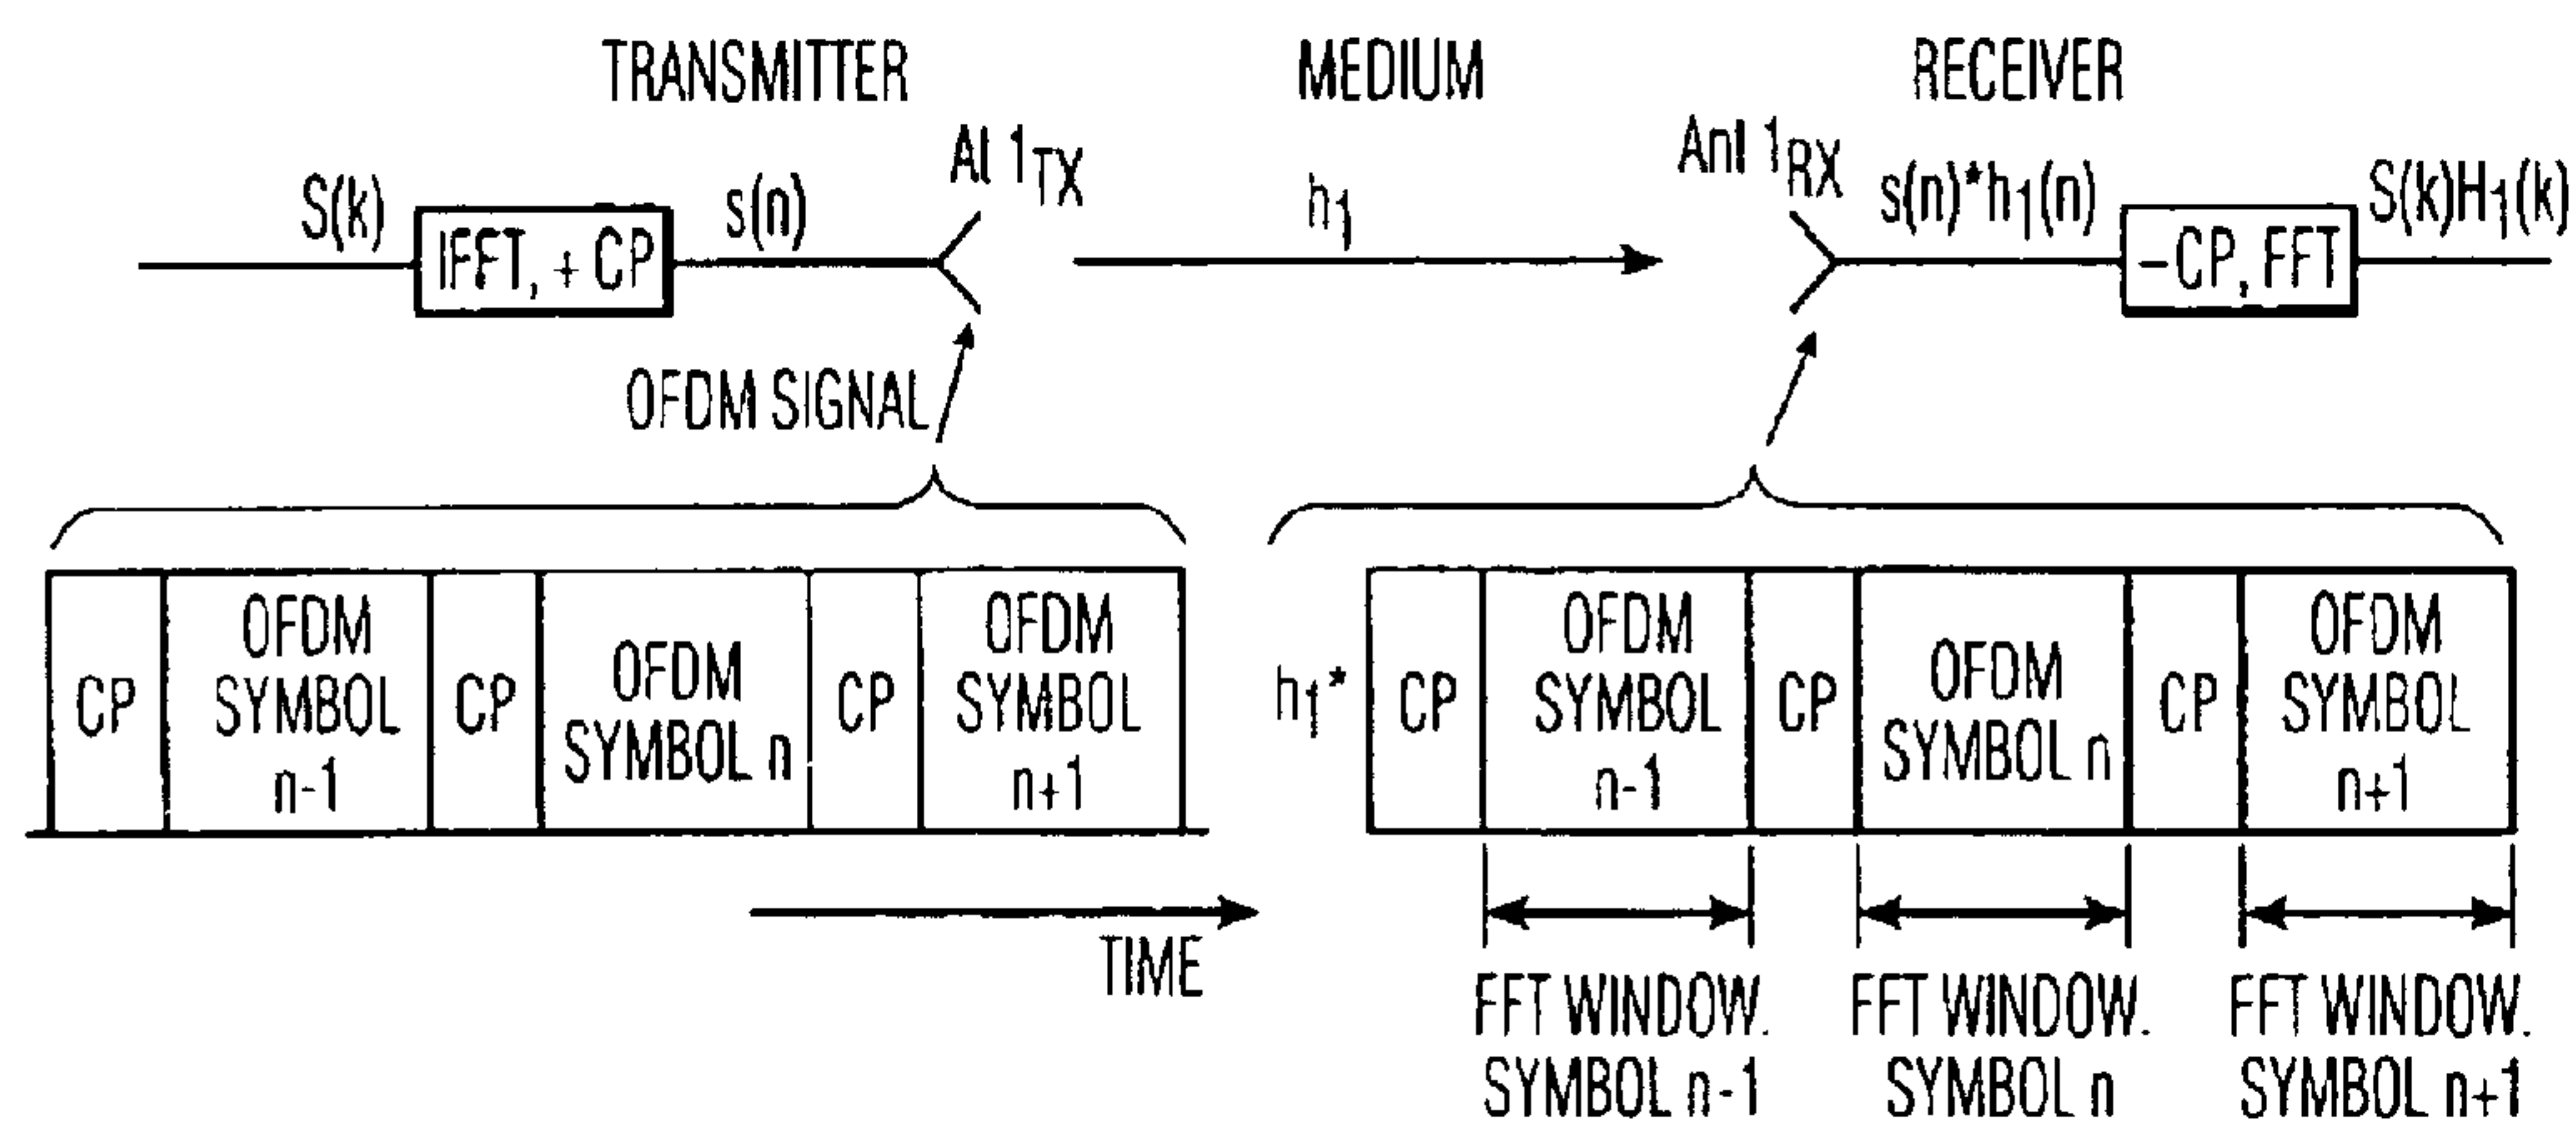 TRANSMITTER MEDIUM RECEIVER
At 1TX Ant 1RX
S(k) s(n) h1 s(n)*h1(n) S(k)H1(k)
IFFT, + CP -CP, FFT
OFDM SIGNAL
CP OFDM SYMBOL n-1 CP OFDM SYMBOL n CP OFDM SYMBOL n+1
h1* CP OFDM SYMBOL n-1 CP OFDM SYMBOL n CP OFDM SYMBOL n+1
TIME
FFT WINDOW. SYMBOL n-1
FFT WINDOW. SYMBOL n
FFT WINDOW. SYMBOL n+1